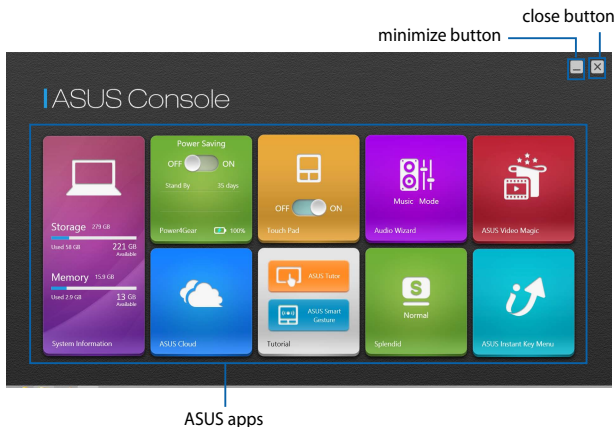 close button
minimize button
ASUS Console
Power Saving
OFF ON
Stand By 35 days
Power4Gear 100%
OFF ON
Touch Pad
Music Mode
Audio Wizard
ASUS Video Magic
Storage 279 GB
Used 58 GB 221 GB
Available
Memory 15.9 GB
Used 2.9 GB 13 GB
Available
System Information
ASUS Cloud
ASUS Tutor
ASUS Smart
Gesture
Tutorial
S
Normal
Splendid
ASUS Instant Key Menu
ASUS apps